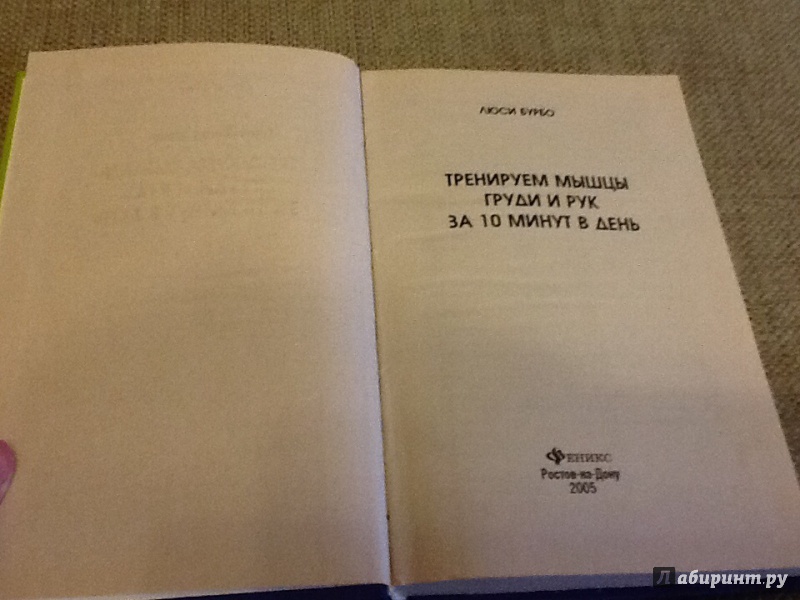 ЛЮСИ БУРБО
ТРЕНИРУЕМ МЫШЦЫ
ГРУДИ И РУК
ЗА 10 МИНУТ В ДЕНЬ
ФЕНИКС
Ростов-на-Дону
2005
Лабиринт.ру